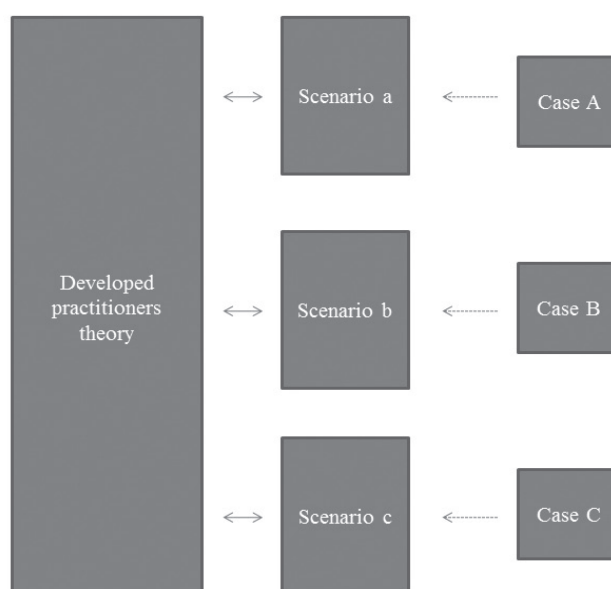 Scenario a
Case A
Developed
practitioners
theory
Scenario b
Case B
Scenario c
Case C